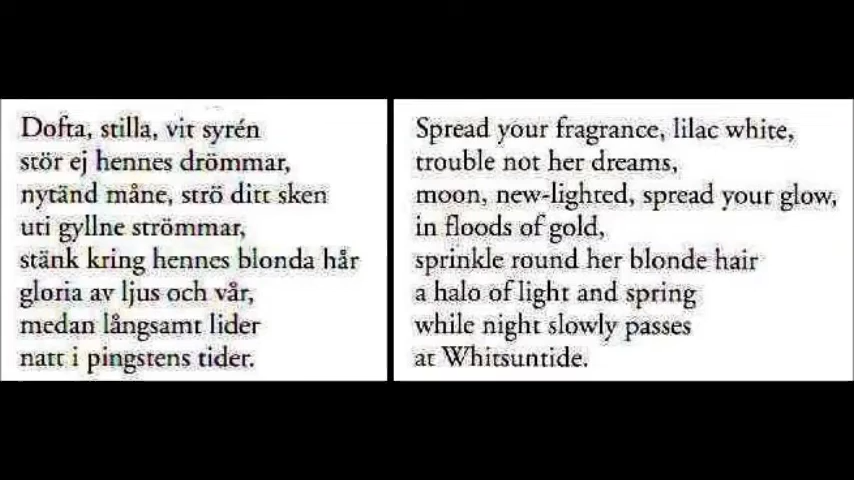 Dofta, stilla, vit syrén
stör ej hennes drömmar,
nytänd måne, strö ditt sken
uti gyllne strömmar,
stänk kring hennes blonda hår
gloria av ljus och vår,
medan långsamt lider
natt i pingstens tider.
Spread your fragrance, lilac white,
trouble not her dreams,
moon, new-lighted, spread your glow,
in floods of gold,
sprinkle round her blonde hair
a halo of light and spring
while night slowly passes
at Whitsuntide.